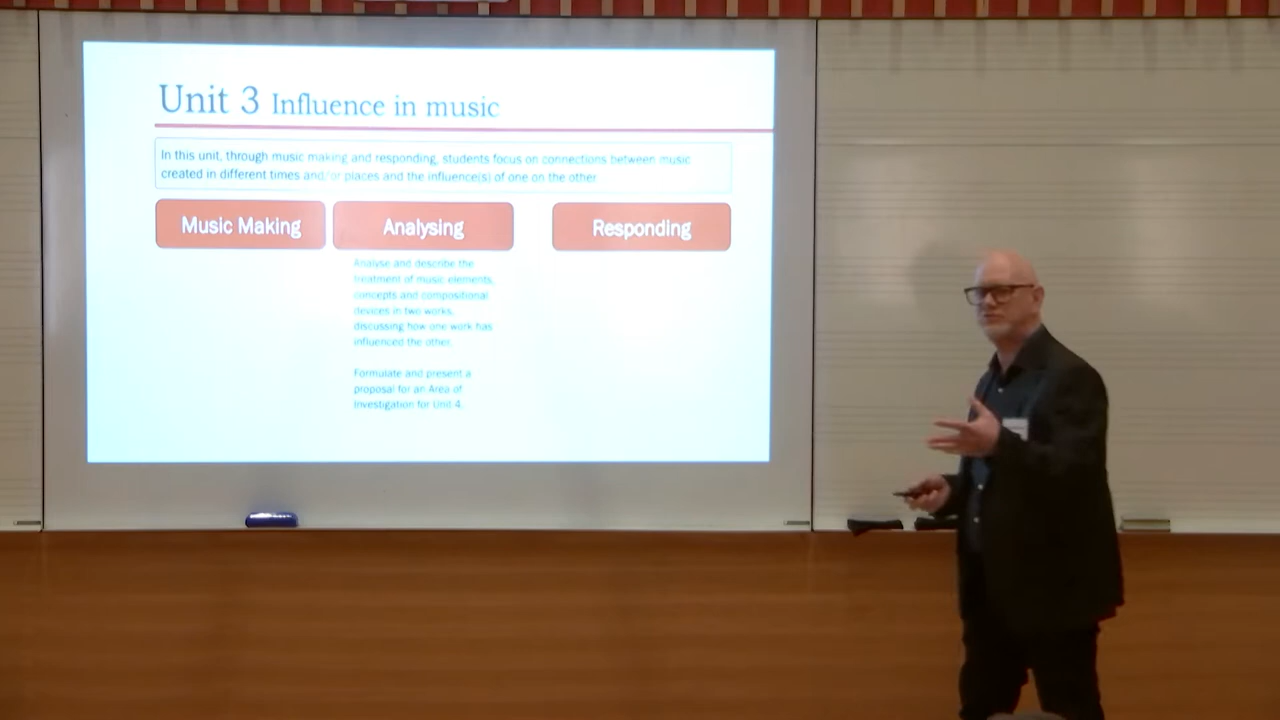 Unit 3 Influence in music
In this unit, through music making and responding, students focus on connections between music
created in different times and/or places and the influence(s) of one on the other
Music Making
Analysing
Responding
Analyse and describe the
treatment of music elements,
concepts and compositional
devices in two works,
discussing how one work has
influenced the other.
Formulate and present a
proposal for an Area of
Investigation for Unit 4.